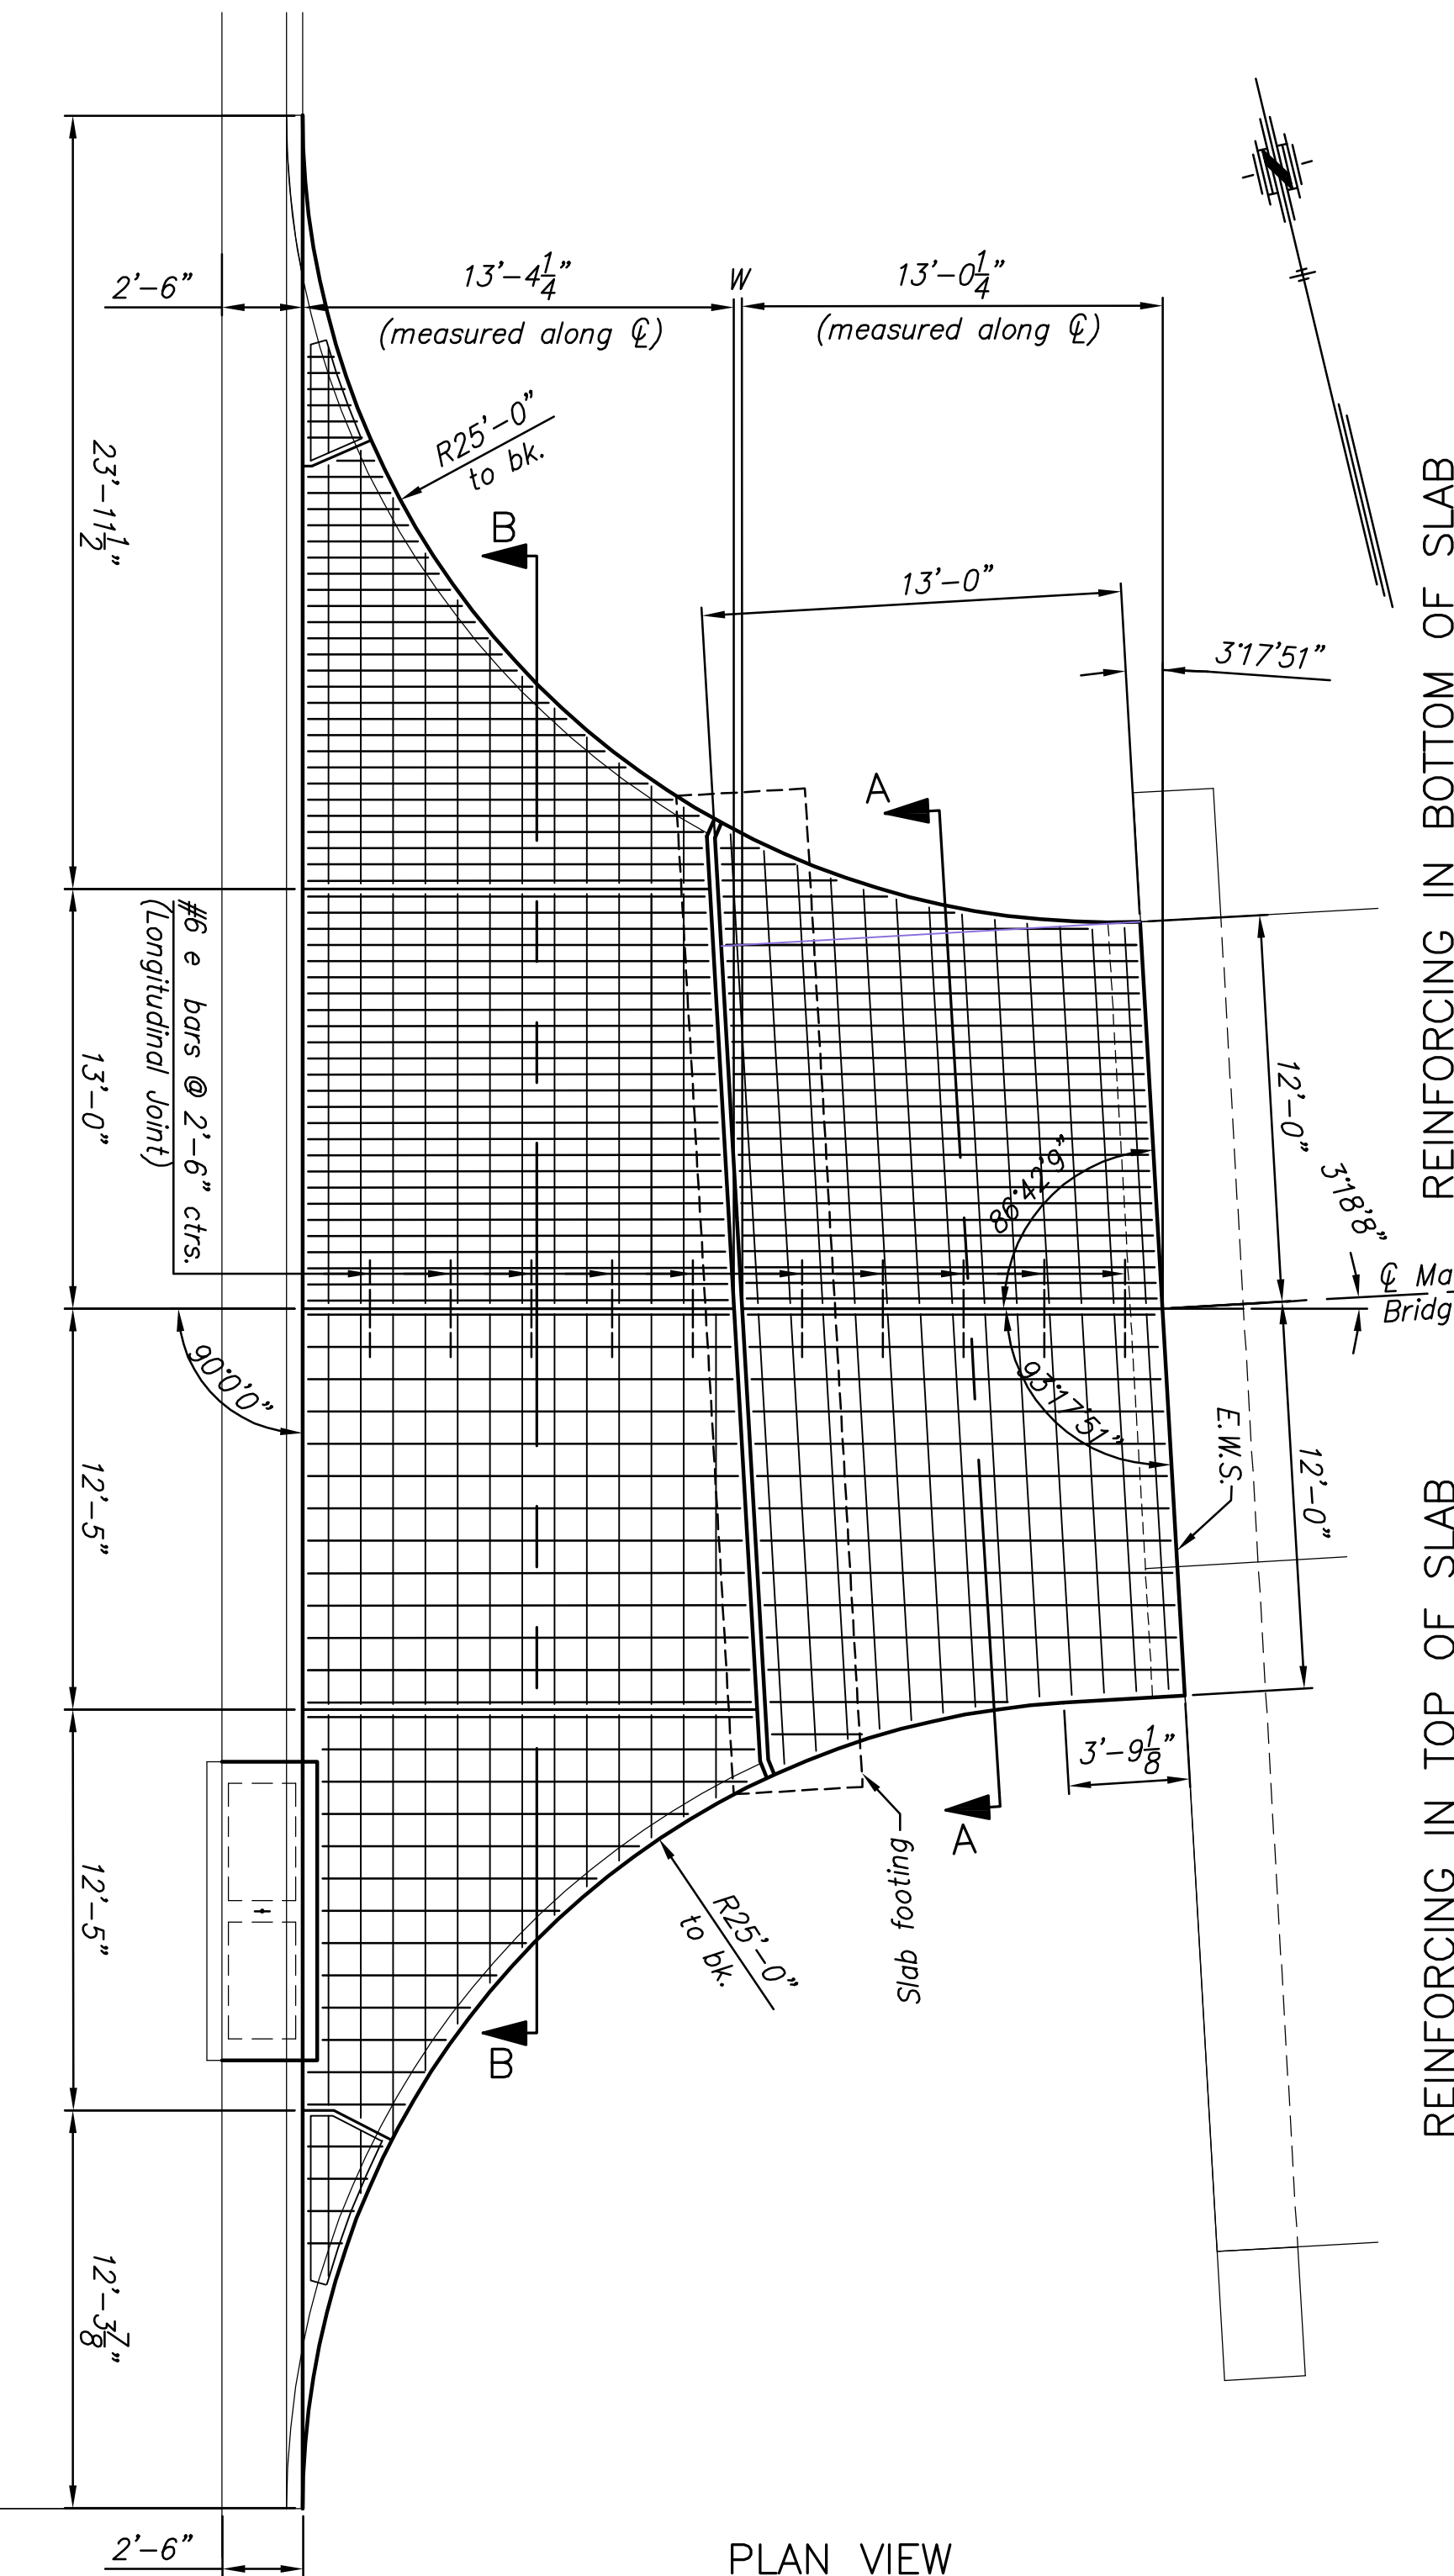 2'-6"
13'-4 1/4"
(measured along ℄)
W
13'-0 1/4"
(measured along ℄)
R25'-0"
to bk.
B
13'-0"
3°17'51"
A
23'-11 1/2"
#6 e bars @ 2'-6" ctrs.
(Longitudinal Joint)
13'-0"
12'-0"
86°42'9"
3°18'8"
℄ Ma
Bridg
90°0'0"
93°17'51"
E.W.S.
12'-0"
12'-5"
3'-9 1/8"
A
Slab footing
R25'-0"
to bk.
12'-5"
B
12'-3 7/8"
2'-6"
PLAN VIEW
REINFORCING IN BOTTOM OF SLAB
REINFORCING IN TOP OF SLAB